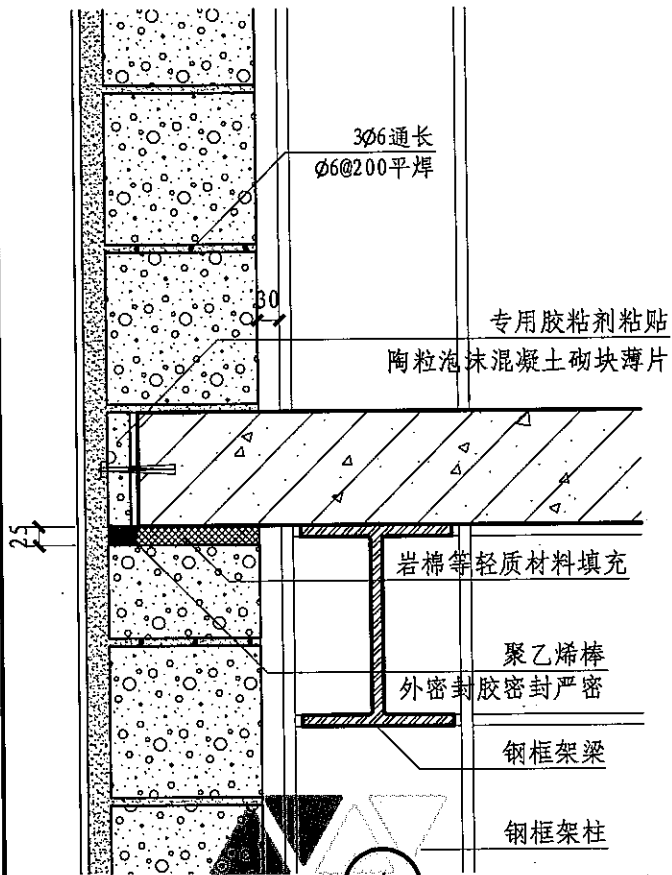 3Ø6通长
Ø6@200平焊
30
专用胶粘剂粘贴
陶粒泡沫混凝土砌块薄片
25
岩棉等轻质材料填充
聚乙烯棒
外密封胶密封严密
钢框架梁
钢框架柱